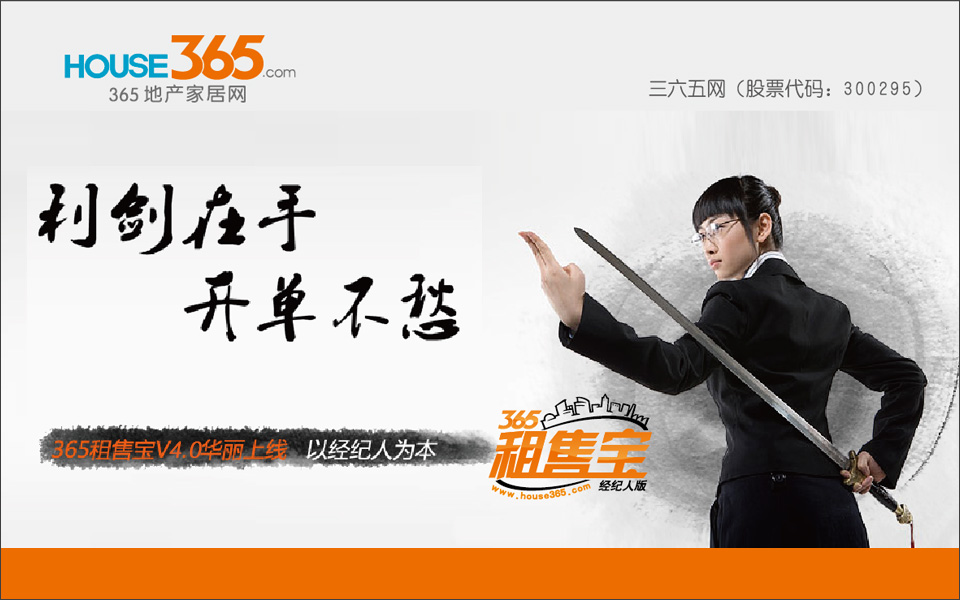 HOUSE365.com
365地产家居网
三六五网（股票代码：300295）
利剑在手
开单不愁
365租售宝V4.0华丽上线 以经纪人为本
365
租售宝
www.house365.com 经纪人版